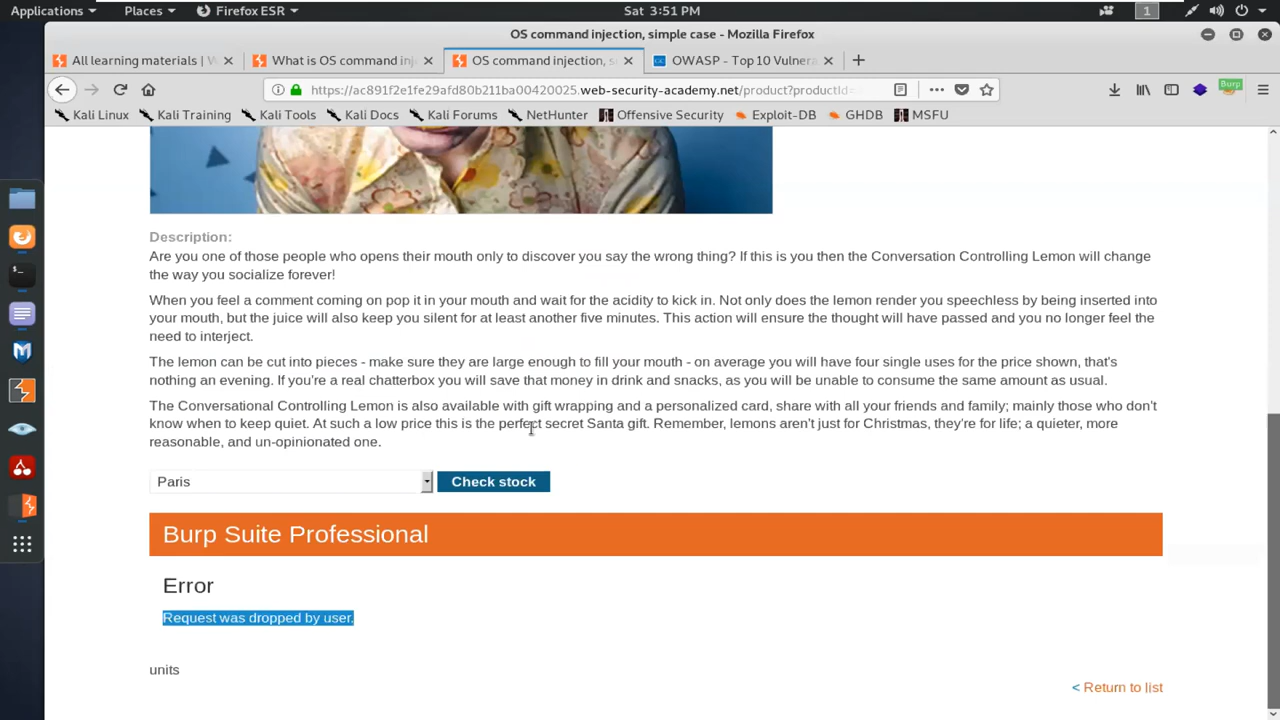 Applications
Places
Firefox ESR
Sat 3:51 PM
1
OS command injection, simple case - Mozilla Firefox
All learning materials | W
What is OS command inj
OS command injection, s
OWASP - Top 10 Vulnera
https://ac891f2e1fe29afd80b211ba00420025.web-security-academy.net/product?productId=
Burp
Kali Linux
Kali Training
Kali Tools
Kali Docs
Kali Forums
NetHunter
Offensive Security
Exploit-DB
GHDB
MSFU
Description:
Are you one of those people who opens their mouth only to discover you say the wrong thing? If this is you then the Conversation Controlling Lemon will change
the way you socialize forever!
When you feel a comment coming on pop it in your mouth and wait for the acidity to kick in. Not only does the lemon render you speechless by being inserted into
your mouth, but the juice will also keep you silent for at least another five minutes. This action will ensure the thought will have passed and you no longer feel the
need to interject.
The lemon can be cut into pieces - make sure they are large enough to fill your mouth - on average you will have four single uses for the price shown, that's
nothing an evening. If you're a real chatterbox you will save that money in drink and snacks, as you will be unable to consume the same amount as usual.
The Conversational Controlling Lemon is also available with gift wrapping and a personalized card, share with all your friends and family; mainly those who don't
know when to keep quiet. At such a low price this is the perfect secret Santa gift. Remember, lemons aren't just for Christmas, they're for life; a quieter, more
reasonable, and un-opinionated one.
Paris
Check stock
Burp Suite Professional
Error
Request was dropped by user.
units
< Return to list